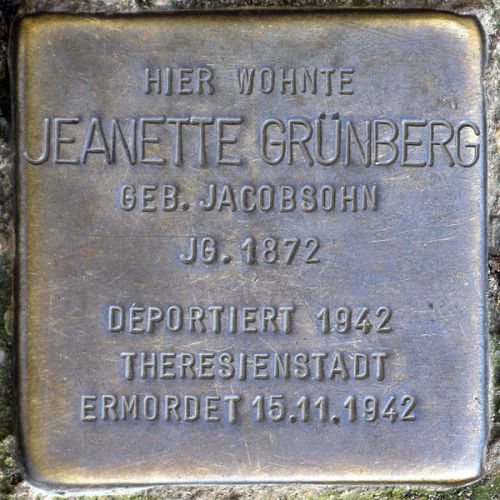 HIER WOHNTE
JEANETTE GRÜNBERG
GEB. JACOBSOHN
JG. 1872
DEPORTIERT 1942
THERESIENSTADT
ERMORDET 15.11.1942